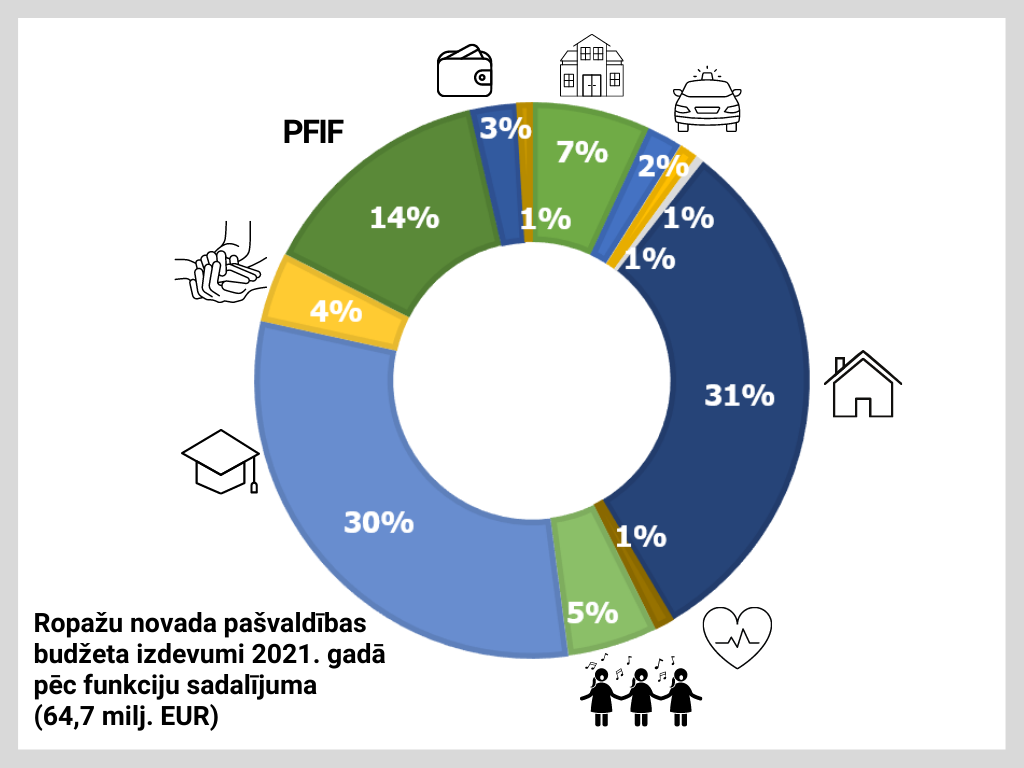 PFIF
3%
7%
2%
14%
1%
1%
1%
4%
31%
30%
1%
5%
Ropažu novada pašvaldības
budžeta izdevumi 2021. gadā
pēc funkciju sadalījuma
(64,7 milj. EUR)